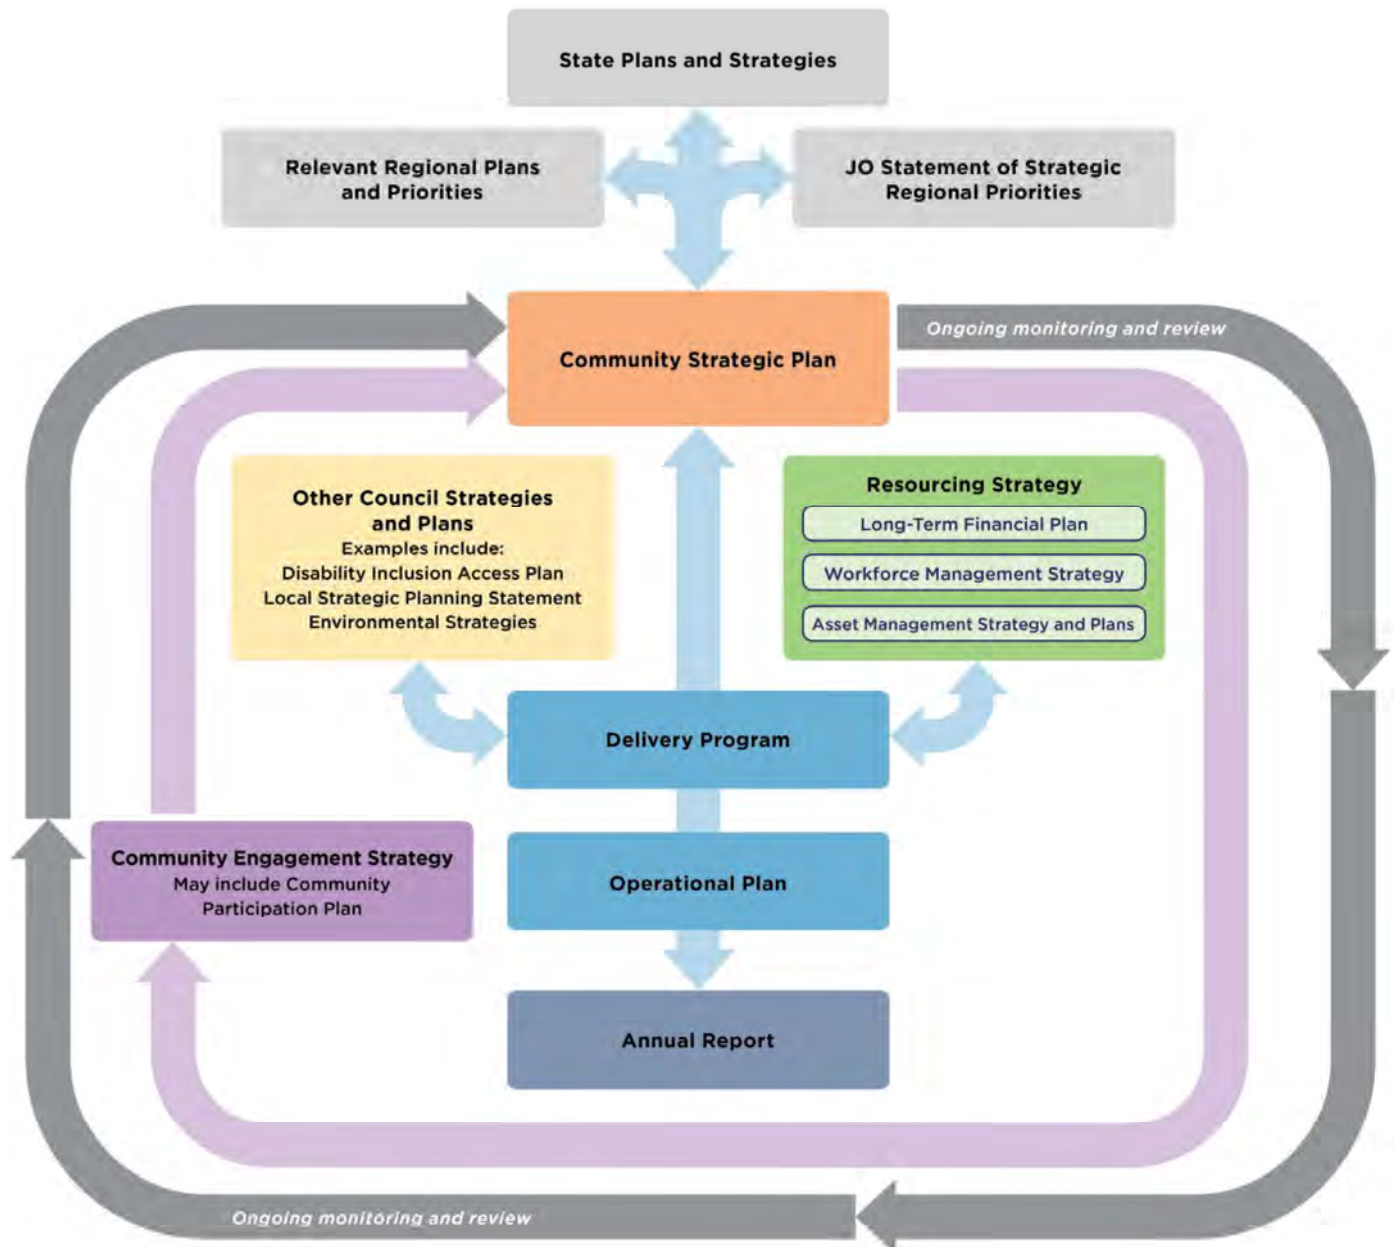 State Plans and Strategies
Relevant Regional Plans
and Priorities
JO Statement of Strategic
Regional Priorities
Community Strategic Plan
Ongoing monitoring and review
Other Council Strategies
and Plans
Examples include:
Disability Inclusion Access Plan
Local Strategic Planning Statement
Environmental Strategies
Resourcing Strategy
Long-Term Financial Plan
Workforce Management Strategy
Asset Management Strategy and Plans
Delivery Program
Community Engagement Strategy
May include Community
Participation Plan
Operational Plan
Annual Report
Ongoing monitoring and review